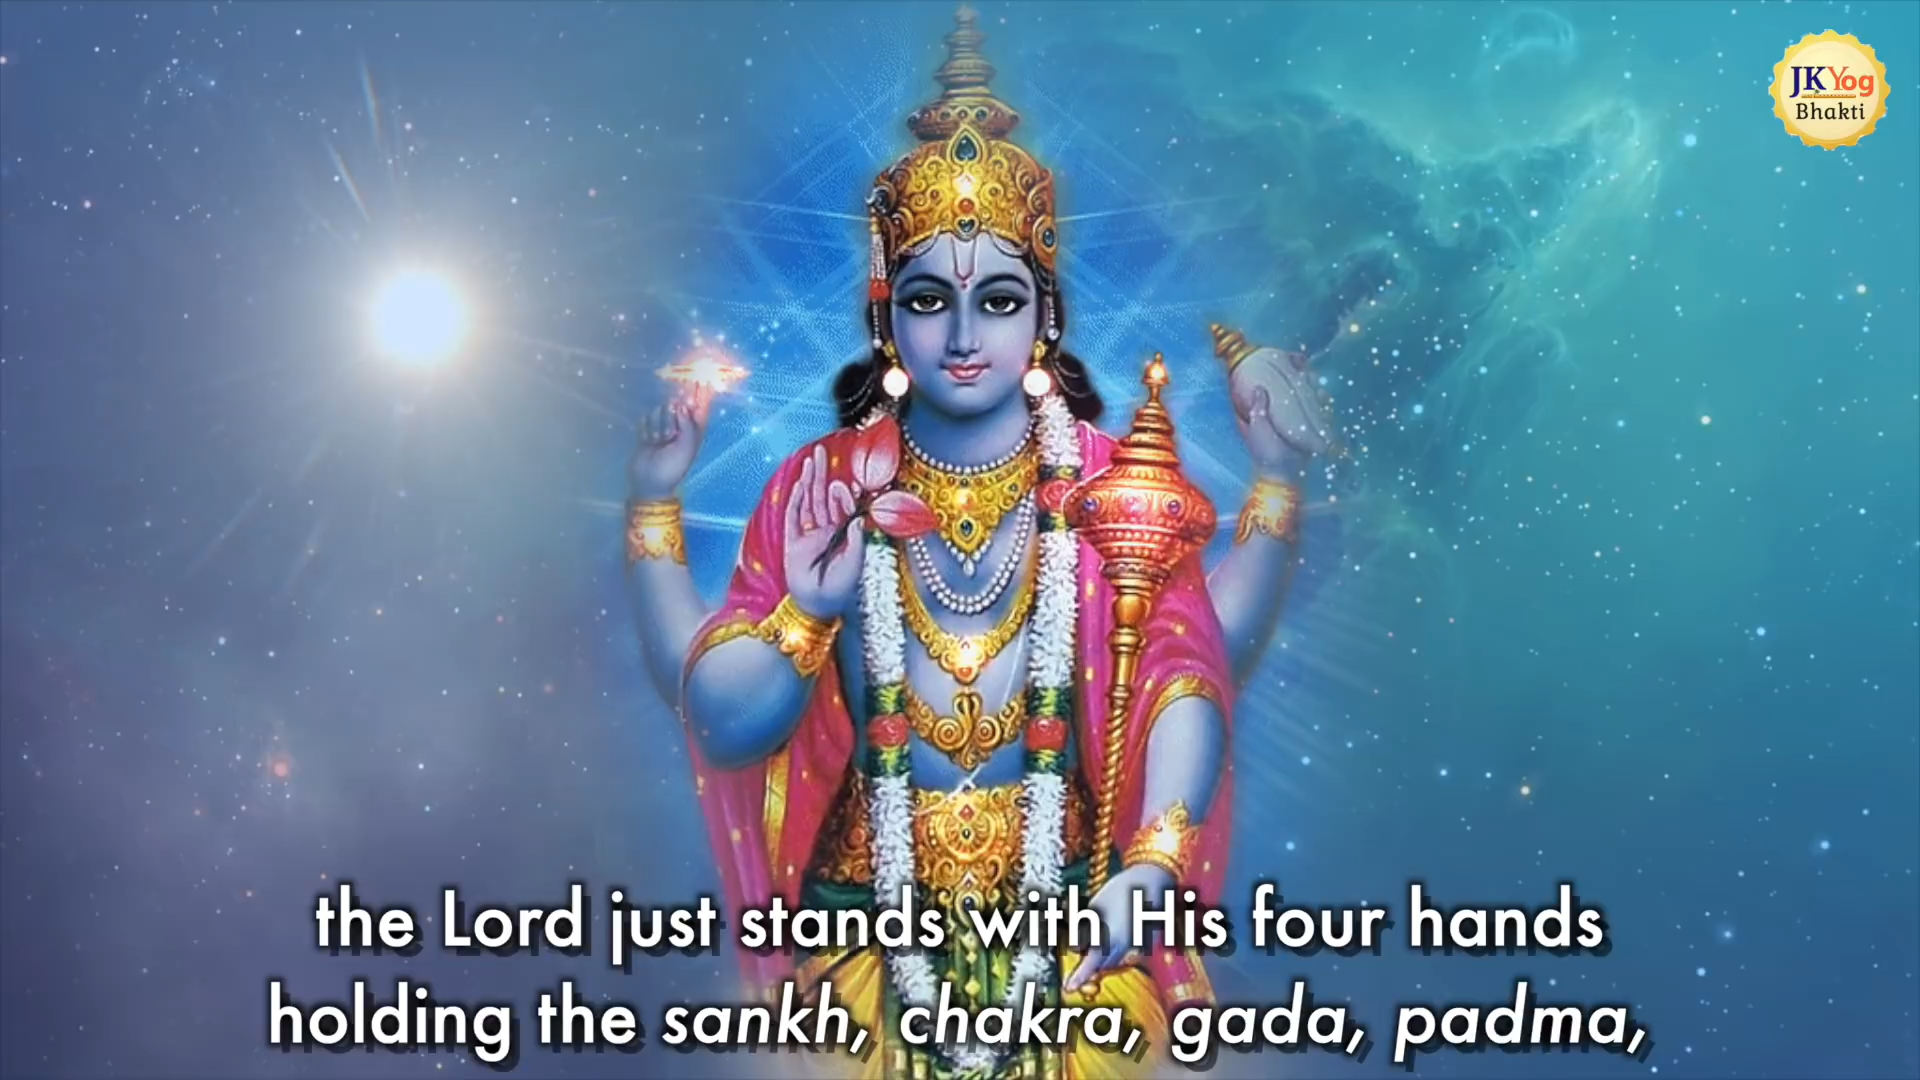 JKYog
Bhakti
the Lord just stands with His four hands
holding the sankh, chakra, gada, padma,